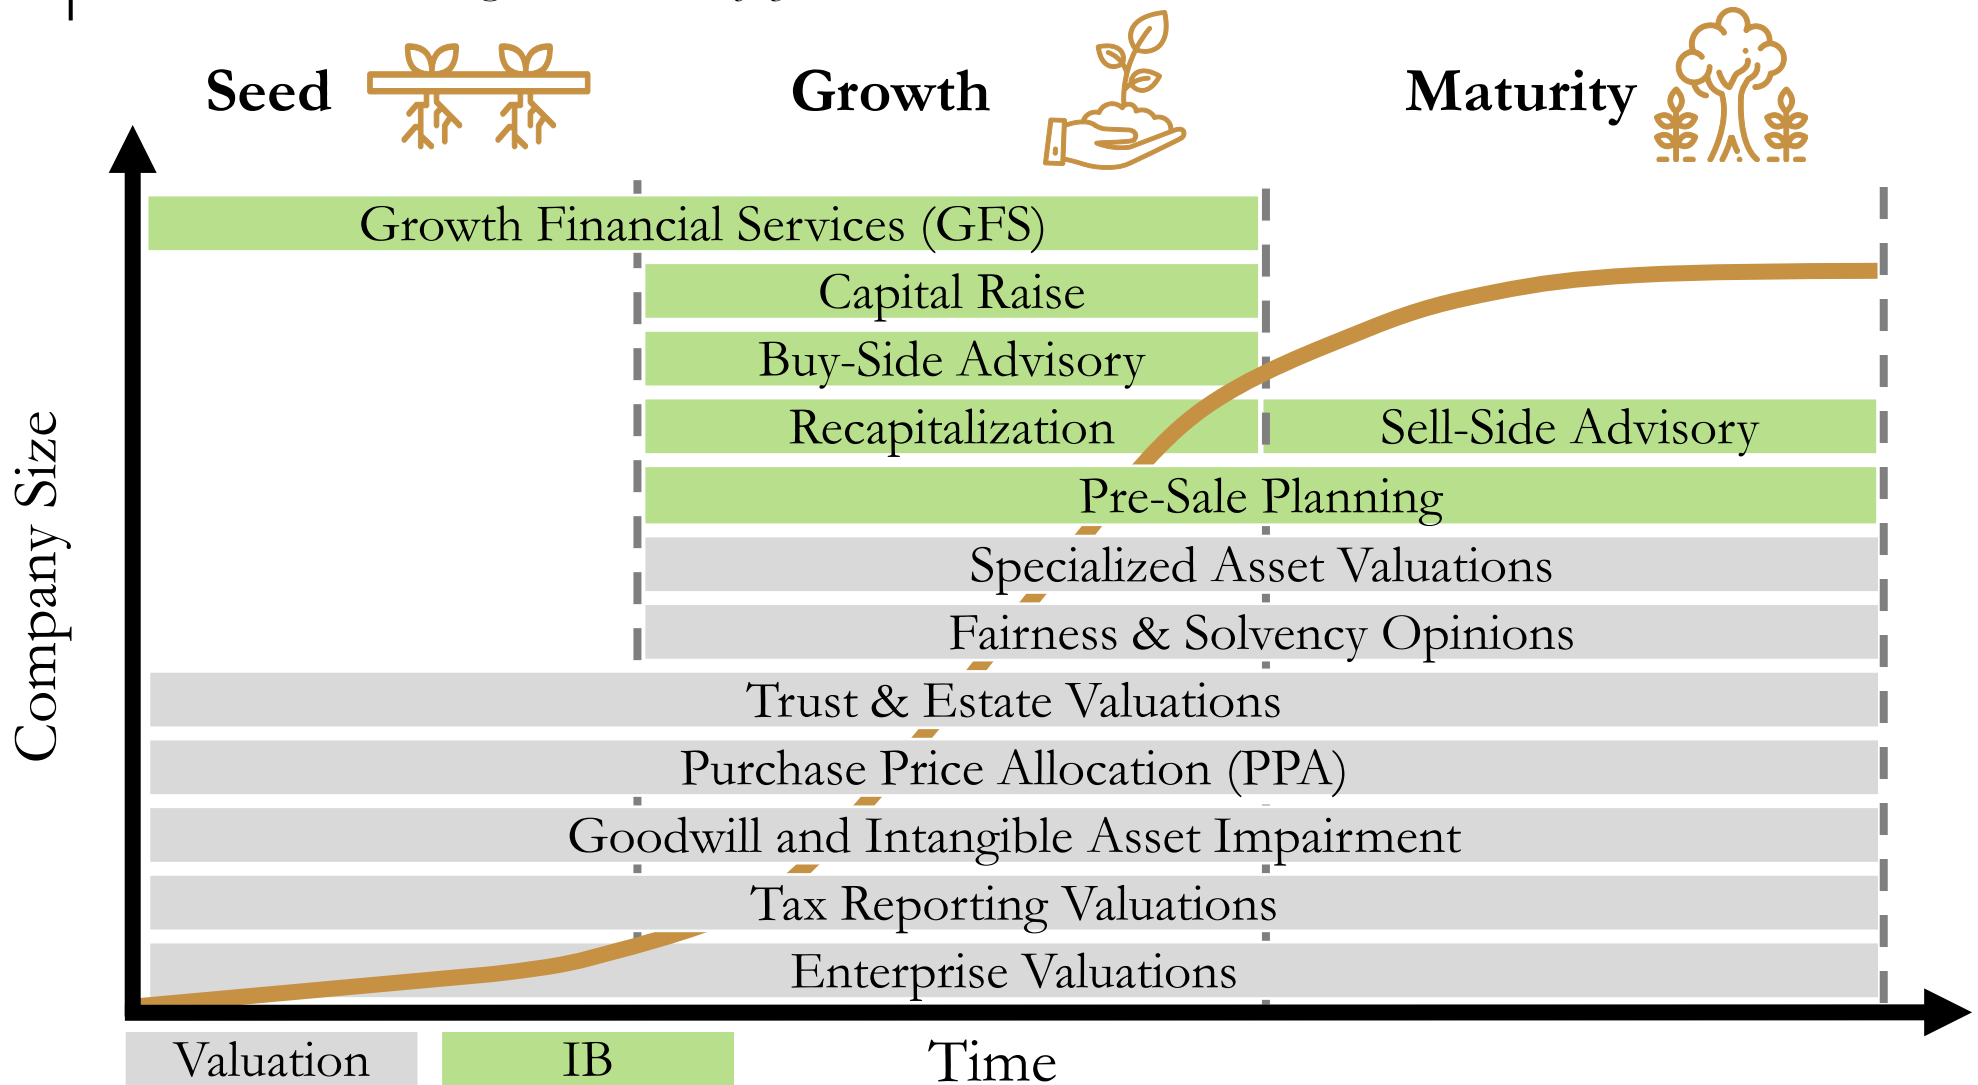 Seed
Growth
Maturity
Growth Financial Services (GFS)
Capital Raise
Buy-Side Advisory
Recapitalization
Sell-Side Advisory
Pre-Sale Planning
Specialized Asset Valuations
Fairness & Solvency Opinions
Trust & Estate Valuations
Purchase Price Allocation (PPA)
Goodwill and Intangible Asset Impairment
Tax Reporting Valuations
Enterprise Valuations
Company Size
Valuation
IB
Time